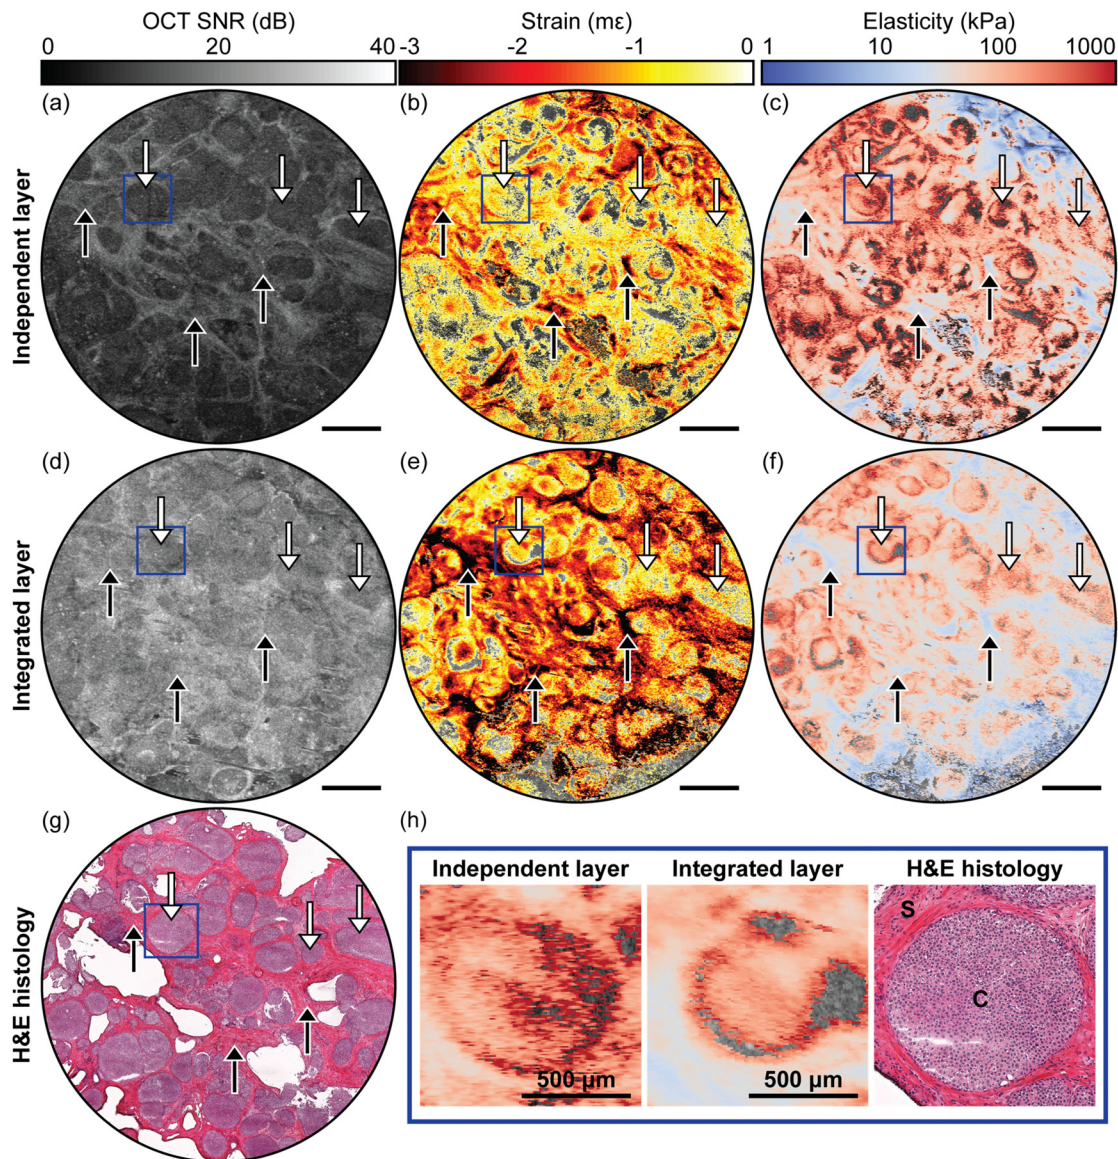 OCT SNR (dB)
Strain (mε)
Elasticity (kPa)
0 20 40
-3 -2 -1 0
1 10 100 1000
Independent layer
(a)
(b)
(c)
Integrated layer
(d)
(e)
(f)
H&E histology
(g)
(h)
Independent layer
Integrated layer
H&E histology
500 µm
500 µm
S
C